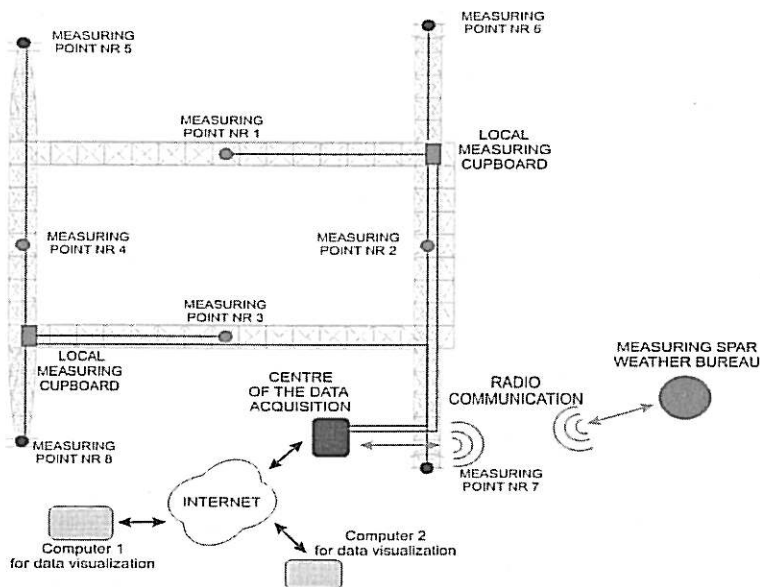 MEASURING
POINT NR 5
MEASURING
POINT NR 6
MEASURING
POINT NR 1
LOCAL
MEASURING
CUPBOARD
MEASURING
POINT NR 4
MEASURING
POINT NR 2
MEASURING
POINT NR 3
LOCAL
MEASURING
CUPBOARD
CENTRE
OF THE DATA
ACQUISITION
RADIO
COMMUNICATION
MEASURING SPAR
WEATHER BUREAU
MEASURING
POINT NR 8
MEASURING
POINT NR 7
INTERNET
Computer 1
for data visualization
Computer 2
for data visualization